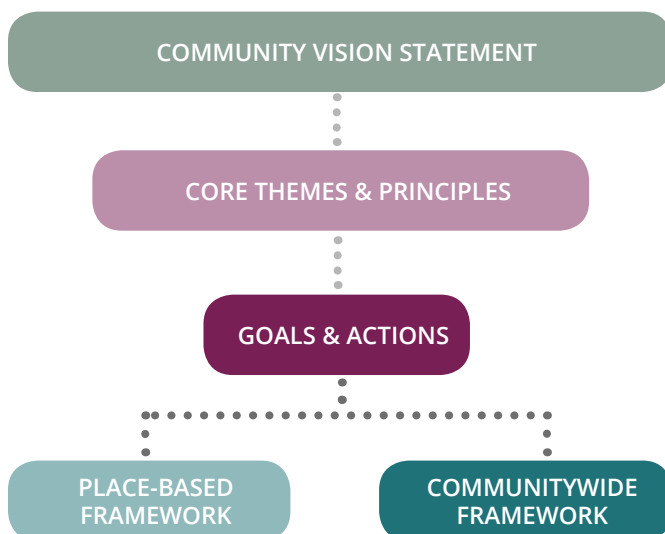 COMMUNITY VISION STATEMENT
CORE THEMES & PRINCIPLES
GOALS & ACTIONS
PLACE-BASED
FRAMEWORK
COMMUNITYWIDE
FRAMEWORK